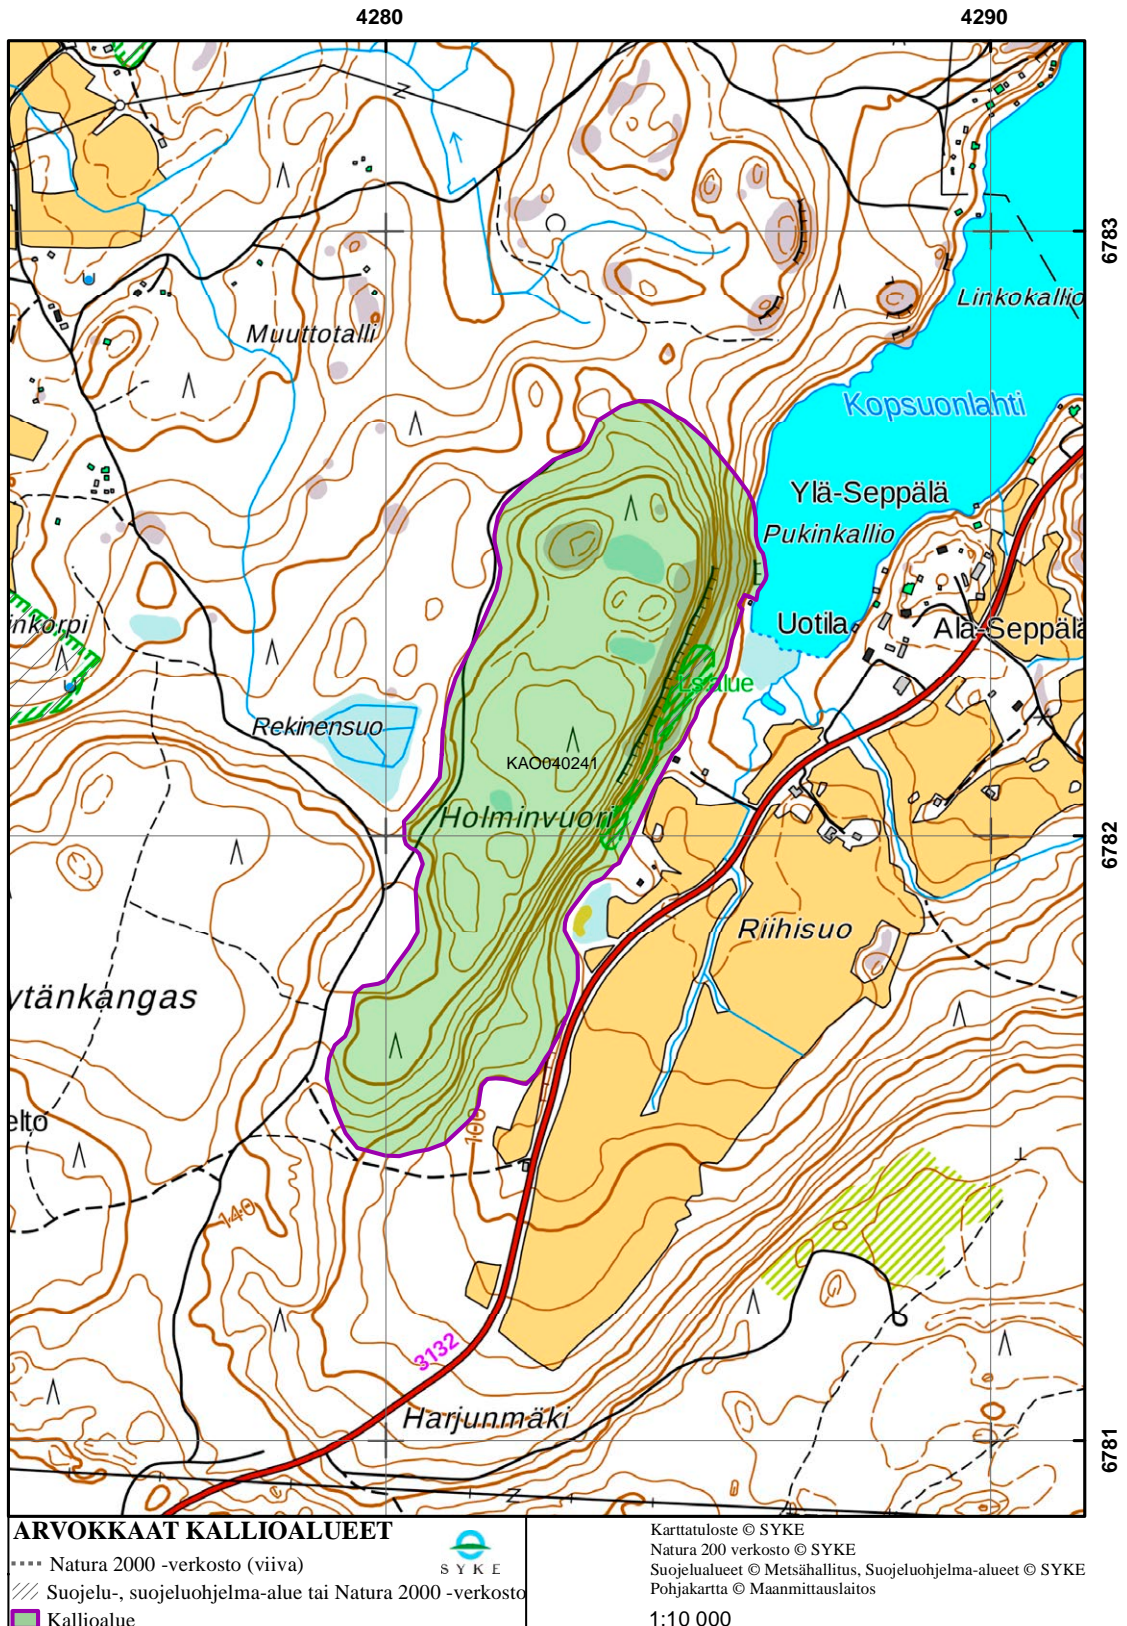 4280
4290
6783
Muuttotalli
Linkokallio
Kopsuonlahti
Ylä-Seppälä
Pukinkallio
Uotila
Ala-Seppälä
inkorpi
Ls-alue
Rekinensuo
KAO040241
Holminvuori
6782
Riihisuo
ytänkangas
elto
100
140
3132
Harjunmäki
6781
ARVOKKAAT KALLIOALUEET
Natura 2000 -verkosto (viiva)
SYKE
Suojelu-, suojeluohjelma-alue tai Natura 2000 -verkosto
Kallioalue
Karttatuloste © SYKE
Natura 200 verkosto © SYKE
Suojelualueet © Metsähallitus, Suojeluohjelma-alueet © SYKE
Pohjakartta © Maanmittauslaitos
1:10 000